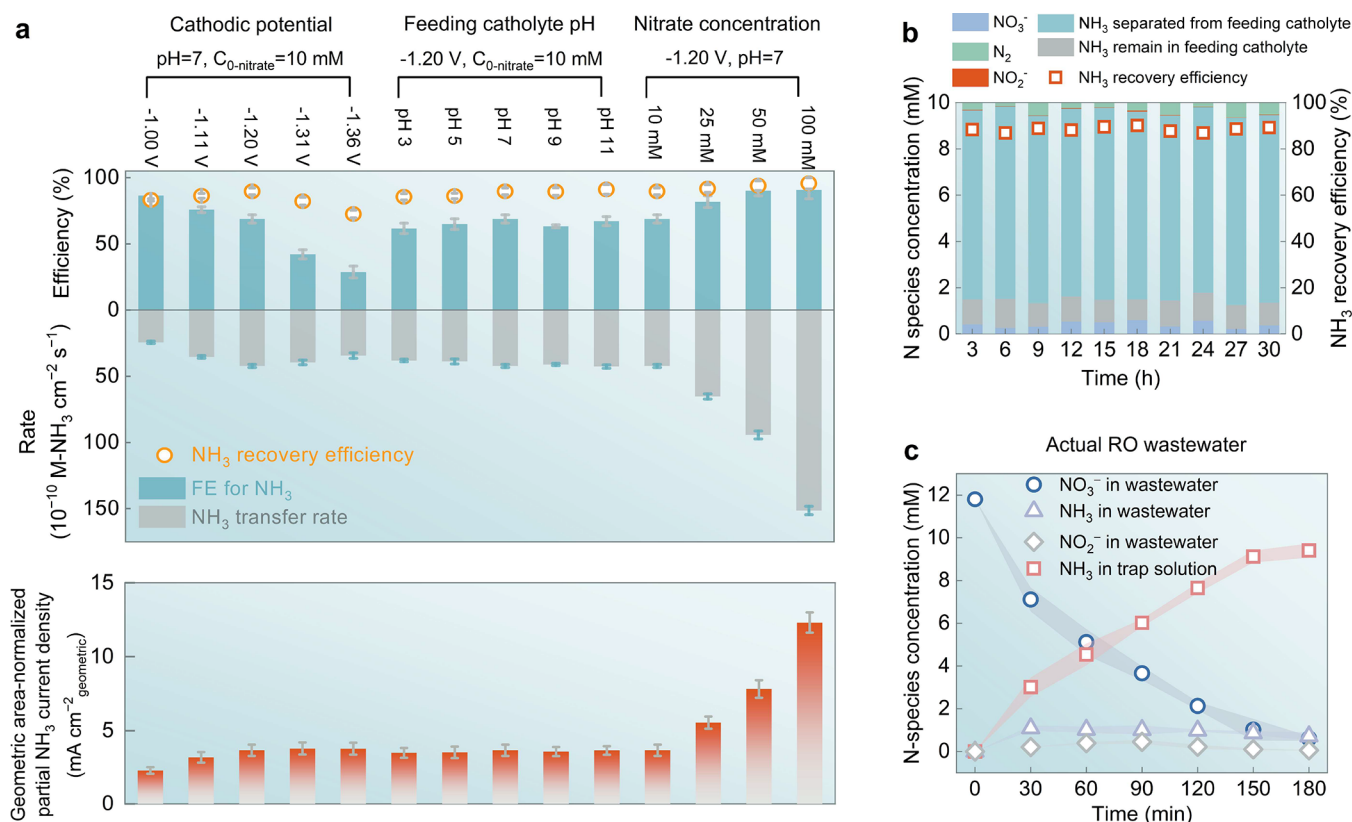 a
Cathodic potential
pH=7, C0-nitrate=10 mM
Feeding catholyte pH
-1.20 V, C0-nitrate=10 mM
Nitrate concentration
-1.20 V, pH=7
-1.00 V
-1.11 V
-1.20 V
-1.31 V
-1.36 V
pH 3
pH 5
pH 7
pH 9
pH 11
10 mM
25 mM
50 mM
100 mM
Efficiency (%)
100
50
0
50
100
150
Rate
(10⁻¹⁰ M-NH₃ cm⁻² s⁻¹)
NH₃ recovery efficiency
FE for NH₃
NH₃ transfer rate
Geometric area-normalized
partial NH₃ current density
(mA cm⁻²geometric)
15
10
5
0
b
NO₃⁻
NH₃ separated from feeding catholyte
N₂
NH₃ remain in feeding catholyte
NO₂⁻
NH₃ recovery efficiency
N species concentration (mM)
10
8
6
4
2
0
100
80
60
40
20
0
NH₃ recovery efficiency (%)
3 6 9 12 15 18 21 24 27 30
Time (h)
c
Actual RO wastewater
NO₃⁻ in wastewater
NH₃ in wastewater
NO₂⁻ in wastewater
NH₃ in trap solution
N-species concentration (mM)
12
10
8
6
4
2
0
0 30 60 90 120 150 180
Time (min)